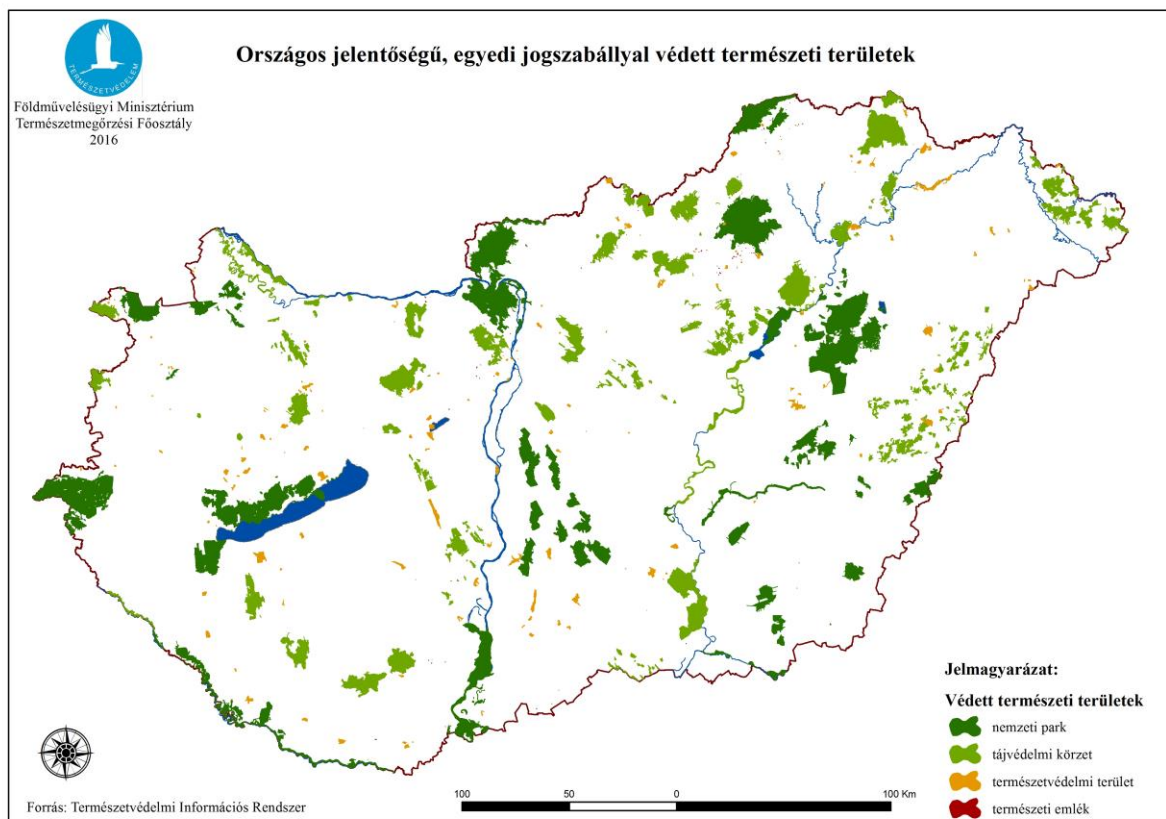 Országos jelentőségű, egyedi jogszabállyal védett természeti területek
TERMÉSZETVÉDELEM
Földművelésügyi Minisztérium
Természetmegőrzési Főosztály
2016
Jelmagyarázat:
Védett természeti területek
nemzeti park
tájvédelmi körzet
természetvédelmi terület
természeti emlék
Forrás: Természetvédelmi Információs Rendszer
100 50 0 100 Km